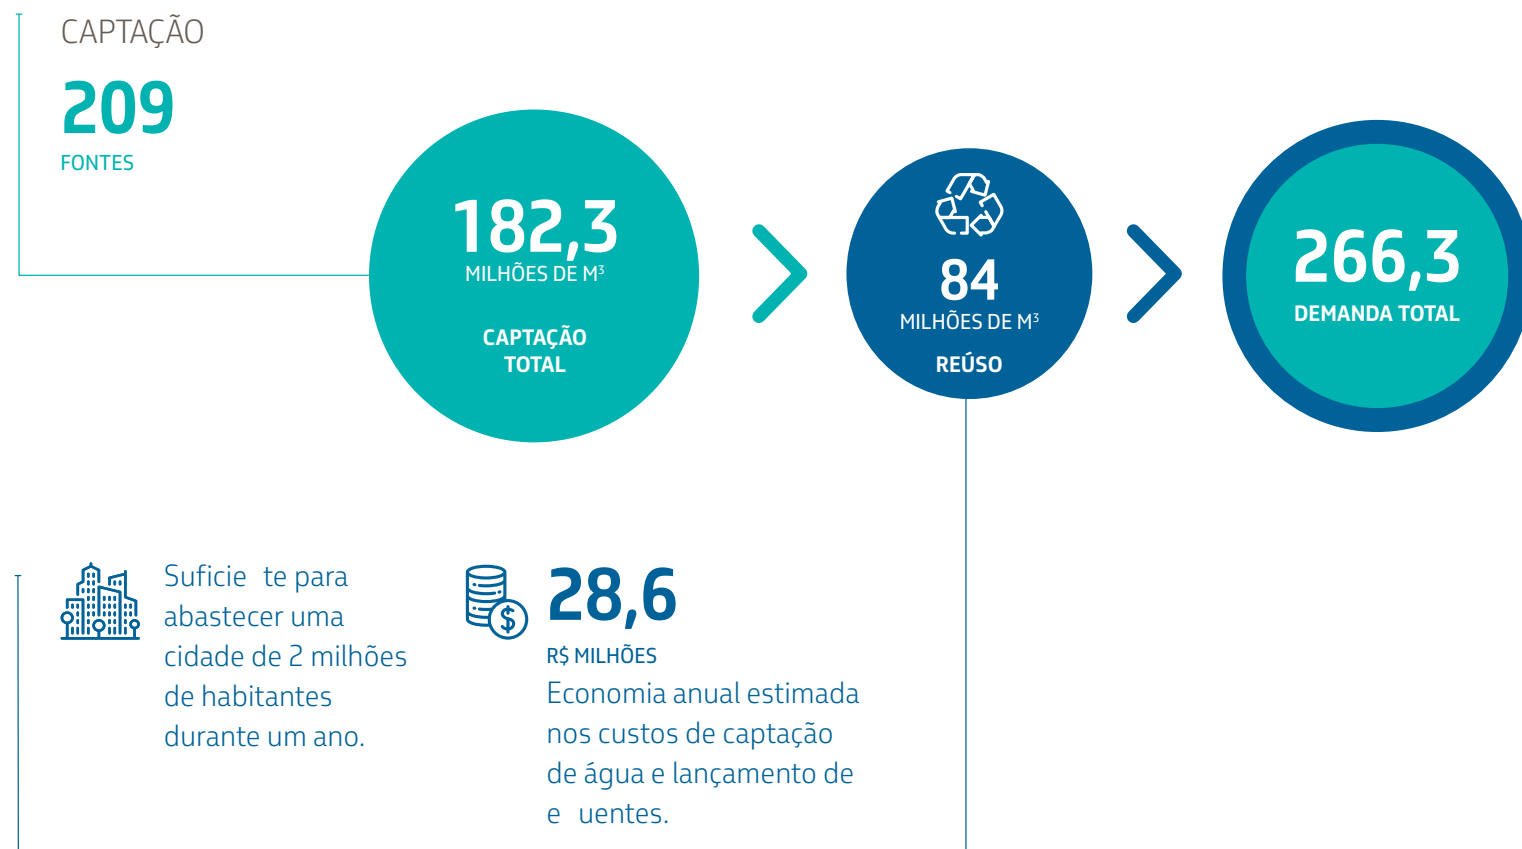 CAPTAÇÃO
209
FONTES
182,3
MILHÕES DE M³
CAPTAÇÃO
TOTAL
84
MILHÕES DE M³
REÚSO
266,3
DEMANDA TOTAL
Suficie te para
abastecer uma
cidade de 2 milhões
de habitantes
durante um ano.
$
28,6
R$ MILHÕES
Economia anual estimada
nos custos de captação
de água e lançamento de
e uentes.